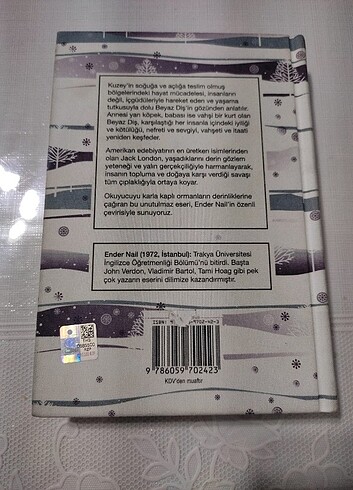 Kuzey'in soğuğa ve açlığa teslim olmuş
bölgelerindeki hayat mücadelesi, insanların
değil, içgüdüleriyle hareket eden ve yaşama
tutkusuyla dolu Beyaz Diş'in gözünden anlatılır.
Annesi yarı köpek, babası ise vahşi bir kurt olan
Beyaz Diş, karşılaştığı her insanla içindeki iyiliği
ve kötülüğü, nefreti ve sevgiyi, vahşeti ve itaati
yeniden keşfeder.
Amerikan edebiyatının en üretken isimlerinden
olan Jack London, yaşadıklarını derin gözlem
yeteneği ve yalın gerçekçiliğiyle harmanlayarak,
insanın topluma ve doğaya karşı verdiği savaşı
tüm çıplaklığıyla ortaya koyar.
Okuyucuyu karla kaplı ormanların derinliklerine
çağıran bu unutulmaz eseri, Ender Nail'in özenli
çevirisiyle sunuyoruz.
Ender Nail (1972, İstanbul): Trakya Üniversitesi
İngilizce Öğretmenliği Bölümü'nü bitirdi. Başta
John Verdon, Vladimir Bartol, Tami Hoag gibi pek
çok yazarın eserini dilimize kazandırmıştır.
9 786059 702423
KDV'den muaftır